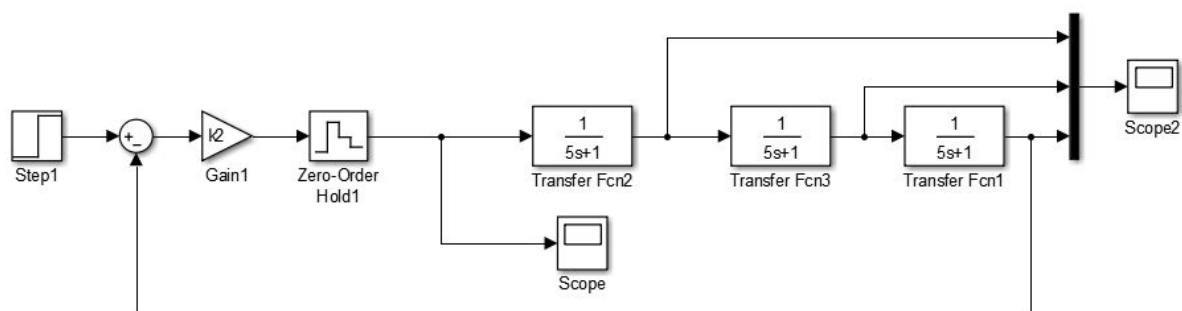 Step1
+
−
k2
Gain1
Zero-Order
Hold1
1
5s+1
Transfer Fcn2
1
5s+1
Transfer Fcn3
1
5s+1
Transfer Fcn1
Scope2
Scope